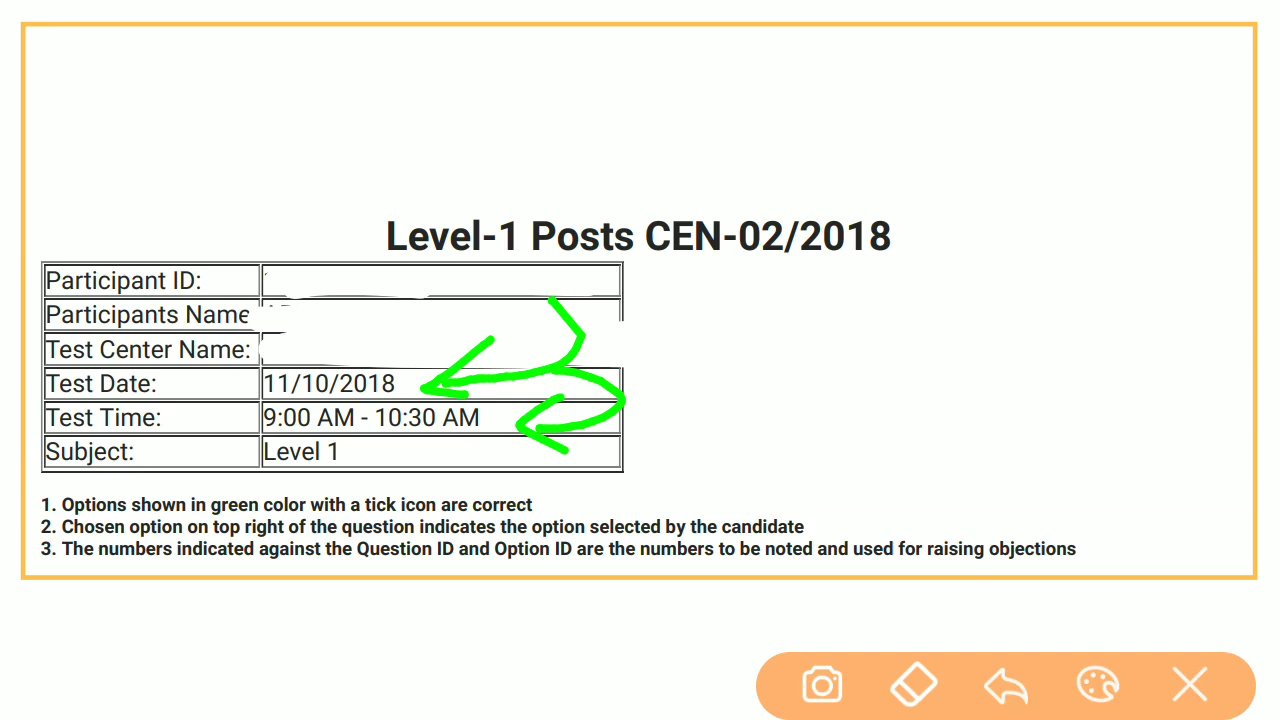 Level-1 Posts CEN-02/2018
Participant ID:
Participants Name
Test Center Name:
Test Date: 11/10/2018
Test Time: 9:00 AM - 10:30 AM
Subject: Level 1
1. Options shown in green color with a tick icon are correct
2. Chosen option on top right of the question indicates the option selected by the candidate
3. The numbers indicated against the Question ID and Option ID are the numbers to be noted and used for raising objections